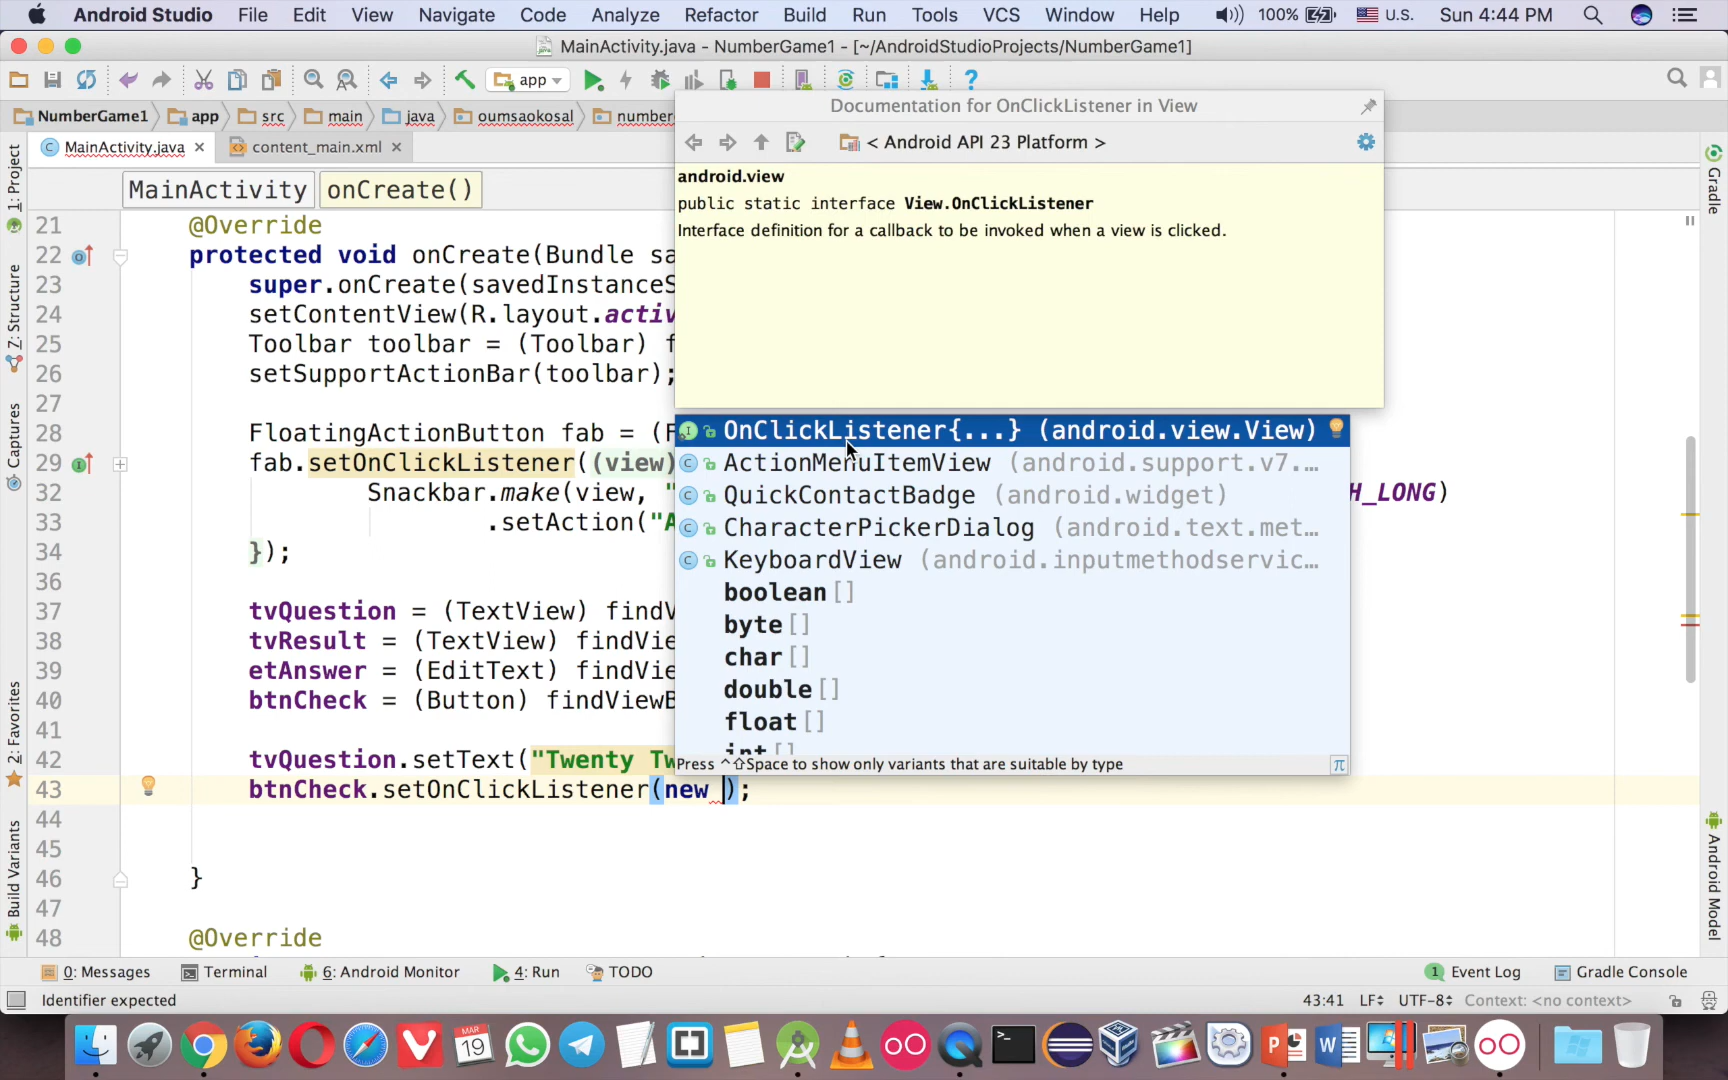 Android Studio File Edit View Navigate Code Analyze Refactor Build Run Tools VCS Window Help 100% U.S. Sun 4:44 PM
MainActivity.java - NumberGame1 - [~/AndroidStudioProjects/NumberGame1]
app
NumberGame1 app src main java oumsaokosal number
MainActivity.java content_main.xml
MainActivity onCreate()
Documentation for OnClickListener in View
< Android API 23 Platform >
android.view
public static interface View.OnClickListener
Interface definition for a callback to be invoked when a view is clicked.
21 @Override
22 protected void onCreate(Bundle sa
23 super.onCreate(savedInstanceS
24 setContentView(R.layout.activ
25 Toolbar toolbar = (Toolbar) f
26 setSupportActionBar(toolbar);
27
28 FloatingActionButton fab = (F
29 fab.setOnClickListener((view)
32 Snackbar.make(view, " H_LONG)
33 .setAction("A
34 });
36
37 tvQuestion = (TextView) findV
38 tvResult = (TextView) findVie
39 etAnswer = (EditText) findVie
40 btnCheck = (Button) findViewB
41
42 tvQuestion.setText("Twenty Tw
43 btnCheck.setOnClickListener(new );
44
45
46 }
47
48 @Override
OnClickListener{...} (android.view.View)
ActionMenuItemView (android.support.v7....
QuickContactBadge (android.widget)
CharacterPickerDialog (android.text.met...
KeyboardView (android.inputmethodservic...
boolean[]
byte[]
char[]
double[]
float[]
int[]
Press ^⇧Space to show only variants that are suitable by type π
1: Project
7: Structure
Captures
2: Favorites
Build Variants
Gradle
Android Model
0: Messages Terminal 6: Android Monitor 4: Run TODO 1 Event Log Gradle Console
Identifier expected 43:41 LF UTF-8 Context: <no context>
MAR
19